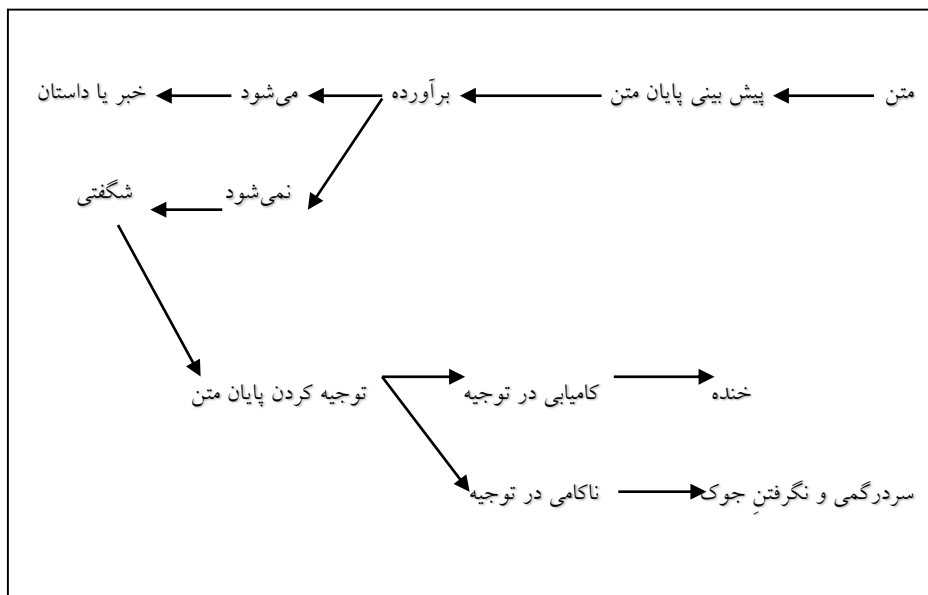 متن پیش بینی پایان متن برآورده می‌شود خبر یا داستان
نمی‌شود شگفتی
توجیه کردن پایان متن کامیابی در توجیه خنده
ناکامی در توجیه سردرگمی و نگرفتنِ جوک